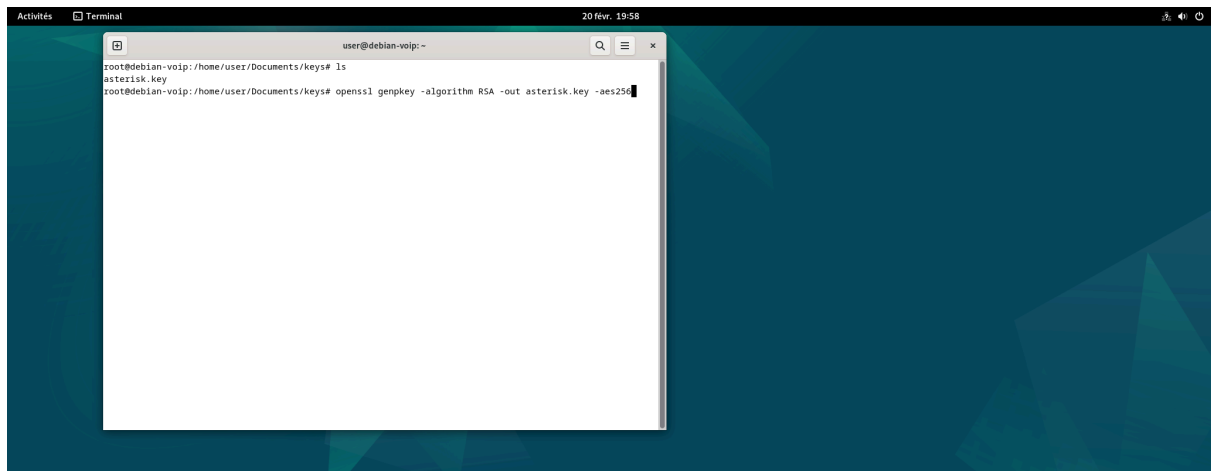 Activités
Terminal
20 févr. 19:58
user@debian-voip: ~
root@debian-voip:/home/user/Documents/keys# ls
asterisk.key
root@debian-voip:/home/user/Documents/keys# openssl genpkey -algorithm RSA -out asterisk.key -aes256